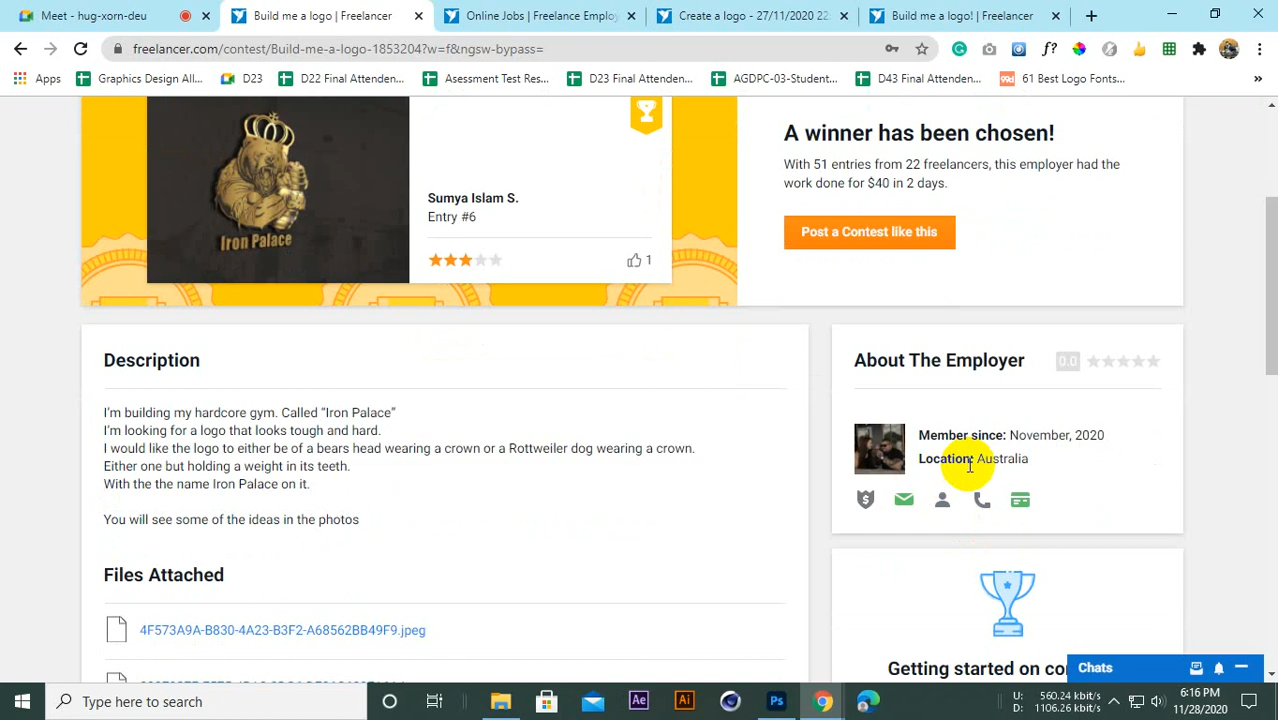 Meet - hug-xorn-deu
Build me a logo | Freelancer
Online Jobs | Freelance Employ
Create a logo - 27/11/2020 22
Build me a logo! | Freelancer
freelancer.com/contest/Build-me-a-logo-1853204?w=f&ngsw-bypass=
Apps
Graphics Design All...
D23
D22 Final Attenden...
Asessment Test Res...
D23 Final Attenden...
AGDPC-03-Student...
D43 Final Attenden...
61 Best Logo Fonts...
Iron Palace
Sumya Islam S.
Entry #6
1
A winner has been chosen!
With 51 entries from 22 freelancers, this employer had the
work done for $40 in 2 days.
Post a Contest like this
Description
I'm building my hardcore gym. Called “Iron Palace”
I'm looking for a logo that looks tough and hard.
I would like the logo to either be of a bears head wearing a crown or a Rottweiler dog wearing a crown.
Either one but holding a weight in its teeth.
With the the name Iron Palace on it.
You will see some of the ideas in the photos
Files Attached
4F573A9A-B830-4A23-B3F2-A68562BB49F9.jpeg
About The Employer
0.0
Member since: November, 2020
Location: Australia
Getting started on co
Chats
Type here to search
U: 560.24 kbit/s
D: 1106.26 kbit/s
6:16 PM
11/28/2020